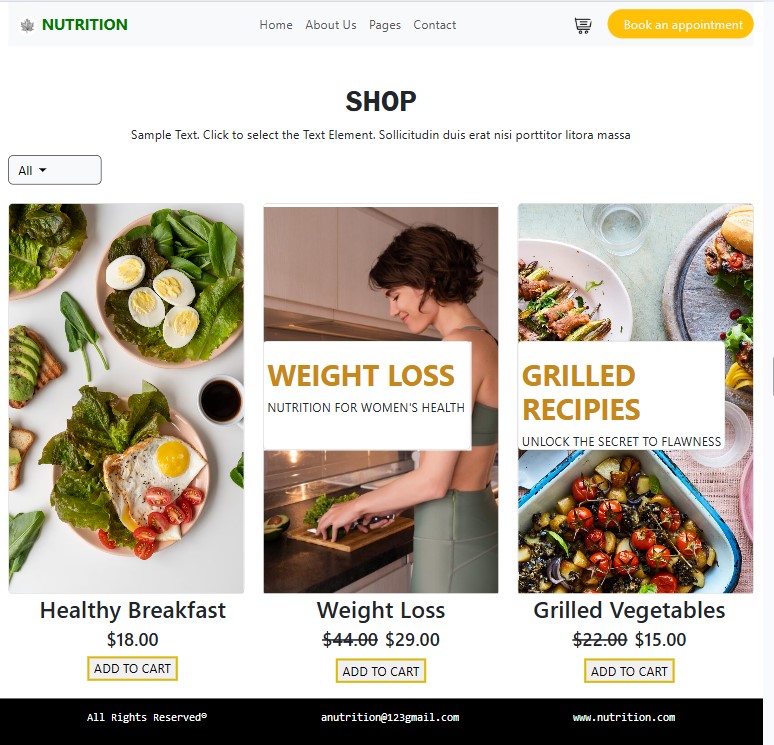 NUTRITION
Home About Us Pages Contact
Book an appointment
SHOP
Sample Text. Click to select the Text Element. Sollicitudin duis erat nisi porttitor litora massa
All
WEIGHT LOSS
NUTRITION FOR WOMEN'S HEALTH
GRILLED
RECIPIES
UNLOCK THE SECRET TO FLAWNESS
Healthy Breakfast
$18.00
ADD TO CART
Weight Loss
$44.00 $29.00
ADD TO CART
Grilled Vegetables
$22.00 $15.00
ADD TO CART
All Rights Reserved®
anutrition@123gmail.com
www.nutrition.com